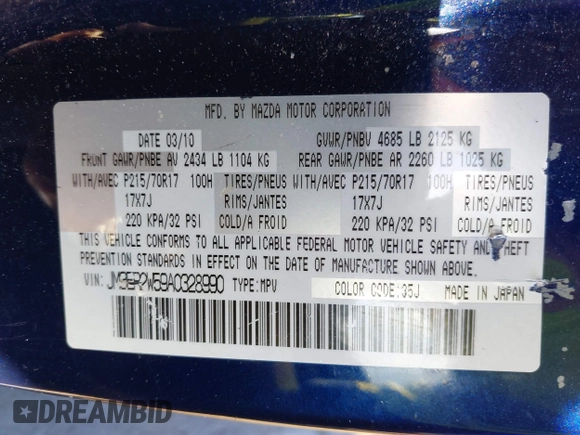 MFD. BY MAZDA MOTOR CORPORATION
DATE 03/10 GVWR/PNBV 4685 LB 2125 KG
FRONT GAWR/PNBE AV 2434 LB 1104 KG REAR GAWR/PNBE AR 2260 LB 1025 KG
WITH/AVEC P215/70R17 100H TIRES/PNEUS WITH/AVEC P215/70R17 100H TIRES/PNEUS
17X7J RIMS/JANTES 17X7J RIMS/JANTES
220 KPA/32 PSI COLD/A FROID 220 KPA/32 PSI COLD/A FROID
THIS VEHICLE CONFORMS TO ALL APPLICABLE FEDERAL MOTOR VEHICLE SAFETY AND THEFT
PREVENTION STANDARDS IN EFFECT ON THE DATE OF MANUFACTURE SHOWN ABOVE.
VIN: JM3ER2W59A0328990 TYPE:MPV COLOR CODE:35J MADE IN JAPAN
DREAMBID